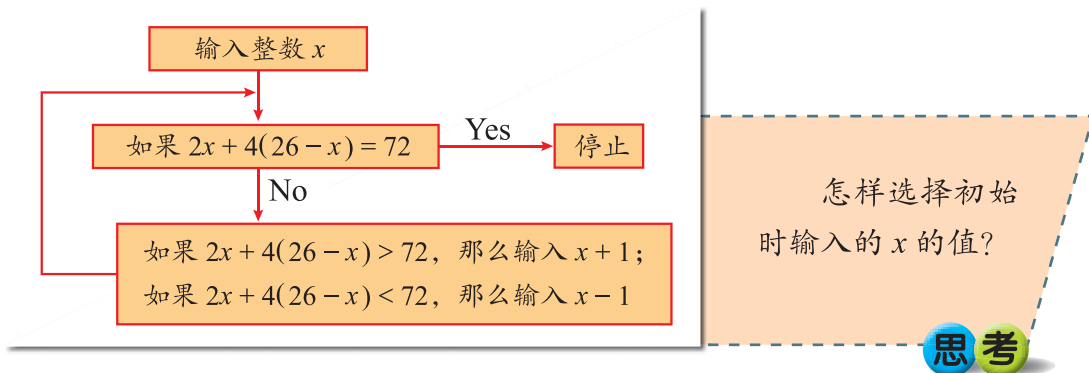 输入整数 x
如果 2x + 4(26 − x) = 72
Yes
停止
No
如果 2x + 4(26 − x) > 72，那么输入 x + 1；
如果 2x + 4(26 − x) < 72，那么输入 x − 1
怎样选择初始
时输入的 x 的值？
思考